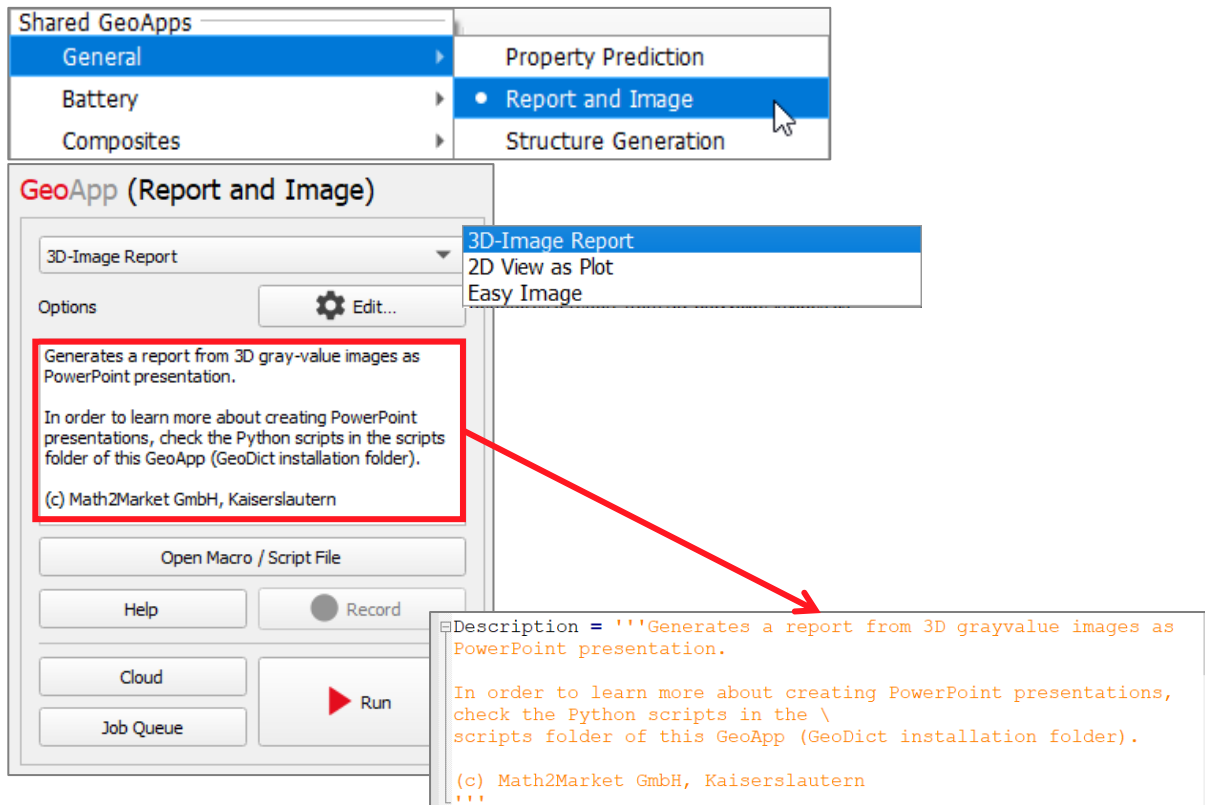 Shared GeoApps
General
Battery
Composites
Property Prediction
Report and Image
Structure Generation
GeoApp (Report and Image)
3D-Image Report
3D-Image Report
2D View as Plot
Easy Image
Options
Edit...
Generates a report from 3D gray-value images as
PowerPoint presentation.
In order to learn more about creating PowerPoint
presentations, check the Python scripts in the scripts
folder of this GeoApp (GeoDict installation folder).
(c) Math2Market GmbH, Kaiserslautern
Open Macro / Script File
Help
Record
Cloud
Job Queue
Run
Description = '''Generates a report from 3D grayvalue images as
PowerPoint presentation.
In order to learn more about creating PowerPoint presentations,
check the Python scripts in the \
scripts folder of this GeoApp (GeoDict installation folder).
(c) Math2Market GmbH, Kaiserslautern
'''